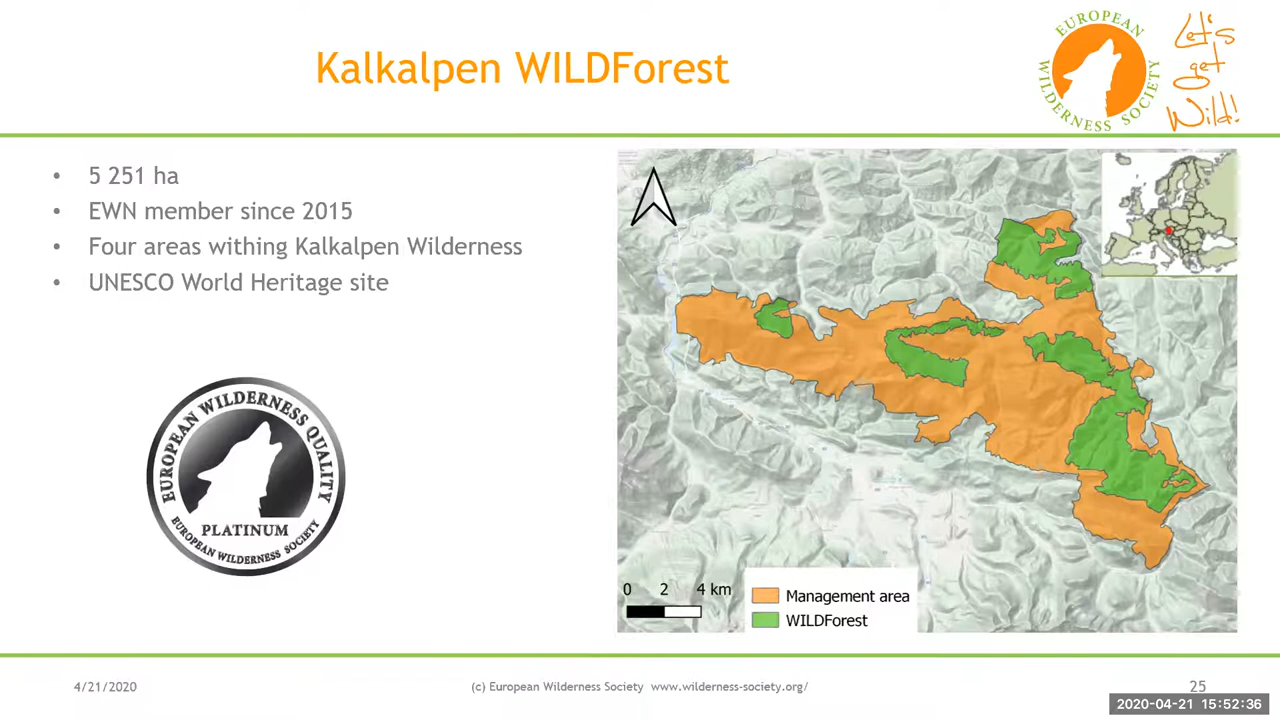 Kalkalpen WILDForest
EUROPEAN
WILDERNESS SOCIETY
Let's
get
Wild!
• 5 251 ha
• EWN member since 2015
• Four areas withing Kalkalpen Wilderness
• UNESCO World Heritage site
EUROPEAN WILDERNESS QUALITY
PLATINUM
EUROPEAN WILDERNESS SOCIETY
0 2 4 km
Management area
WILDForest
4/21/2020
(c) European Wilderness Society www.wilderness-society.org/
25
2020-04-21 15:52:36